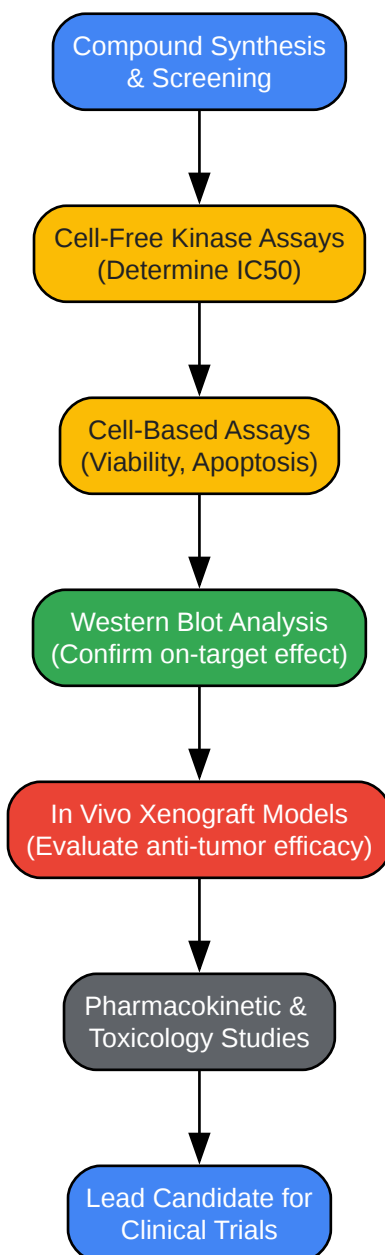 Compound Synthesis
& Screening
Cell-Free Kinase Assays
(Determine IC50)
Cell-Based Assays
(Viability, Apoptosis)
Western Blot Analysis
(Confirm on-target effect)
In Vivo Xenograft Models
(Evaluate anti-tumor efficacy)
Pharmacokinetic &
Toxicology Studies
Lead Candidate for
Clinical Trials